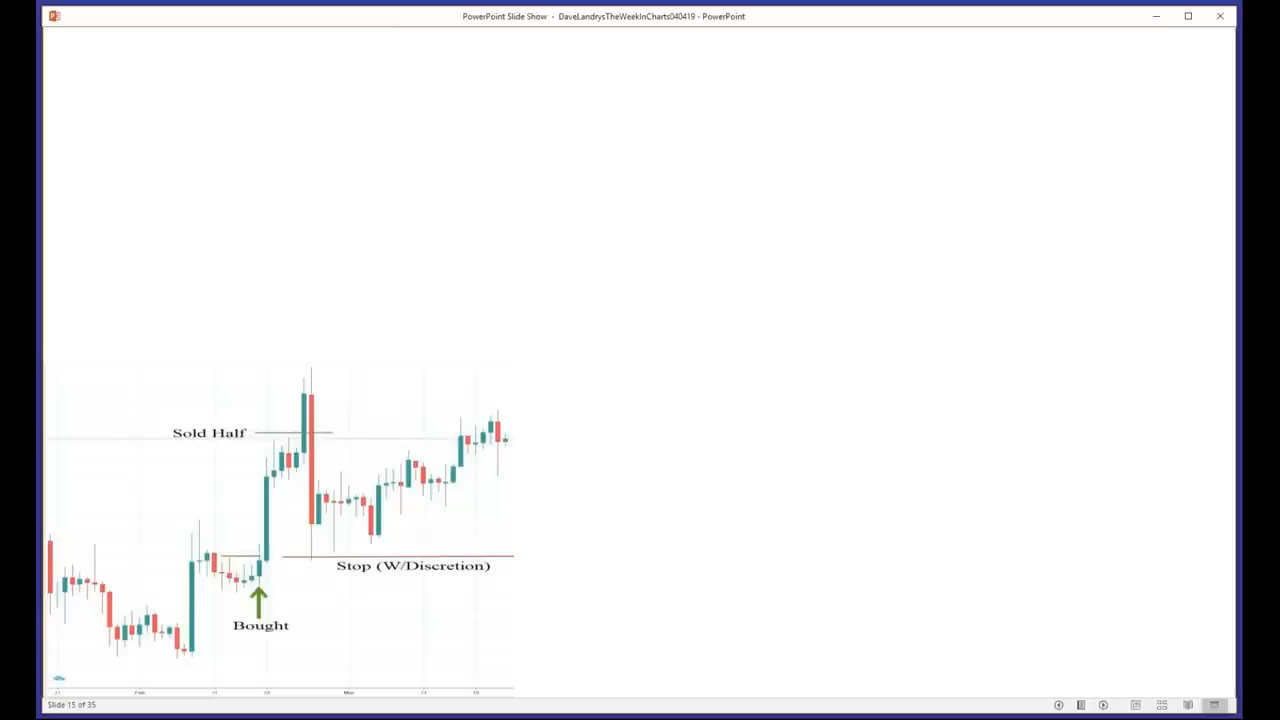 PowerPoint Slide Show - DaveLandrysTheWeekInCharts040419 - PowerPoint
Sold Half
Stop (W/Discretion)
Bought
Slide 15 of 35